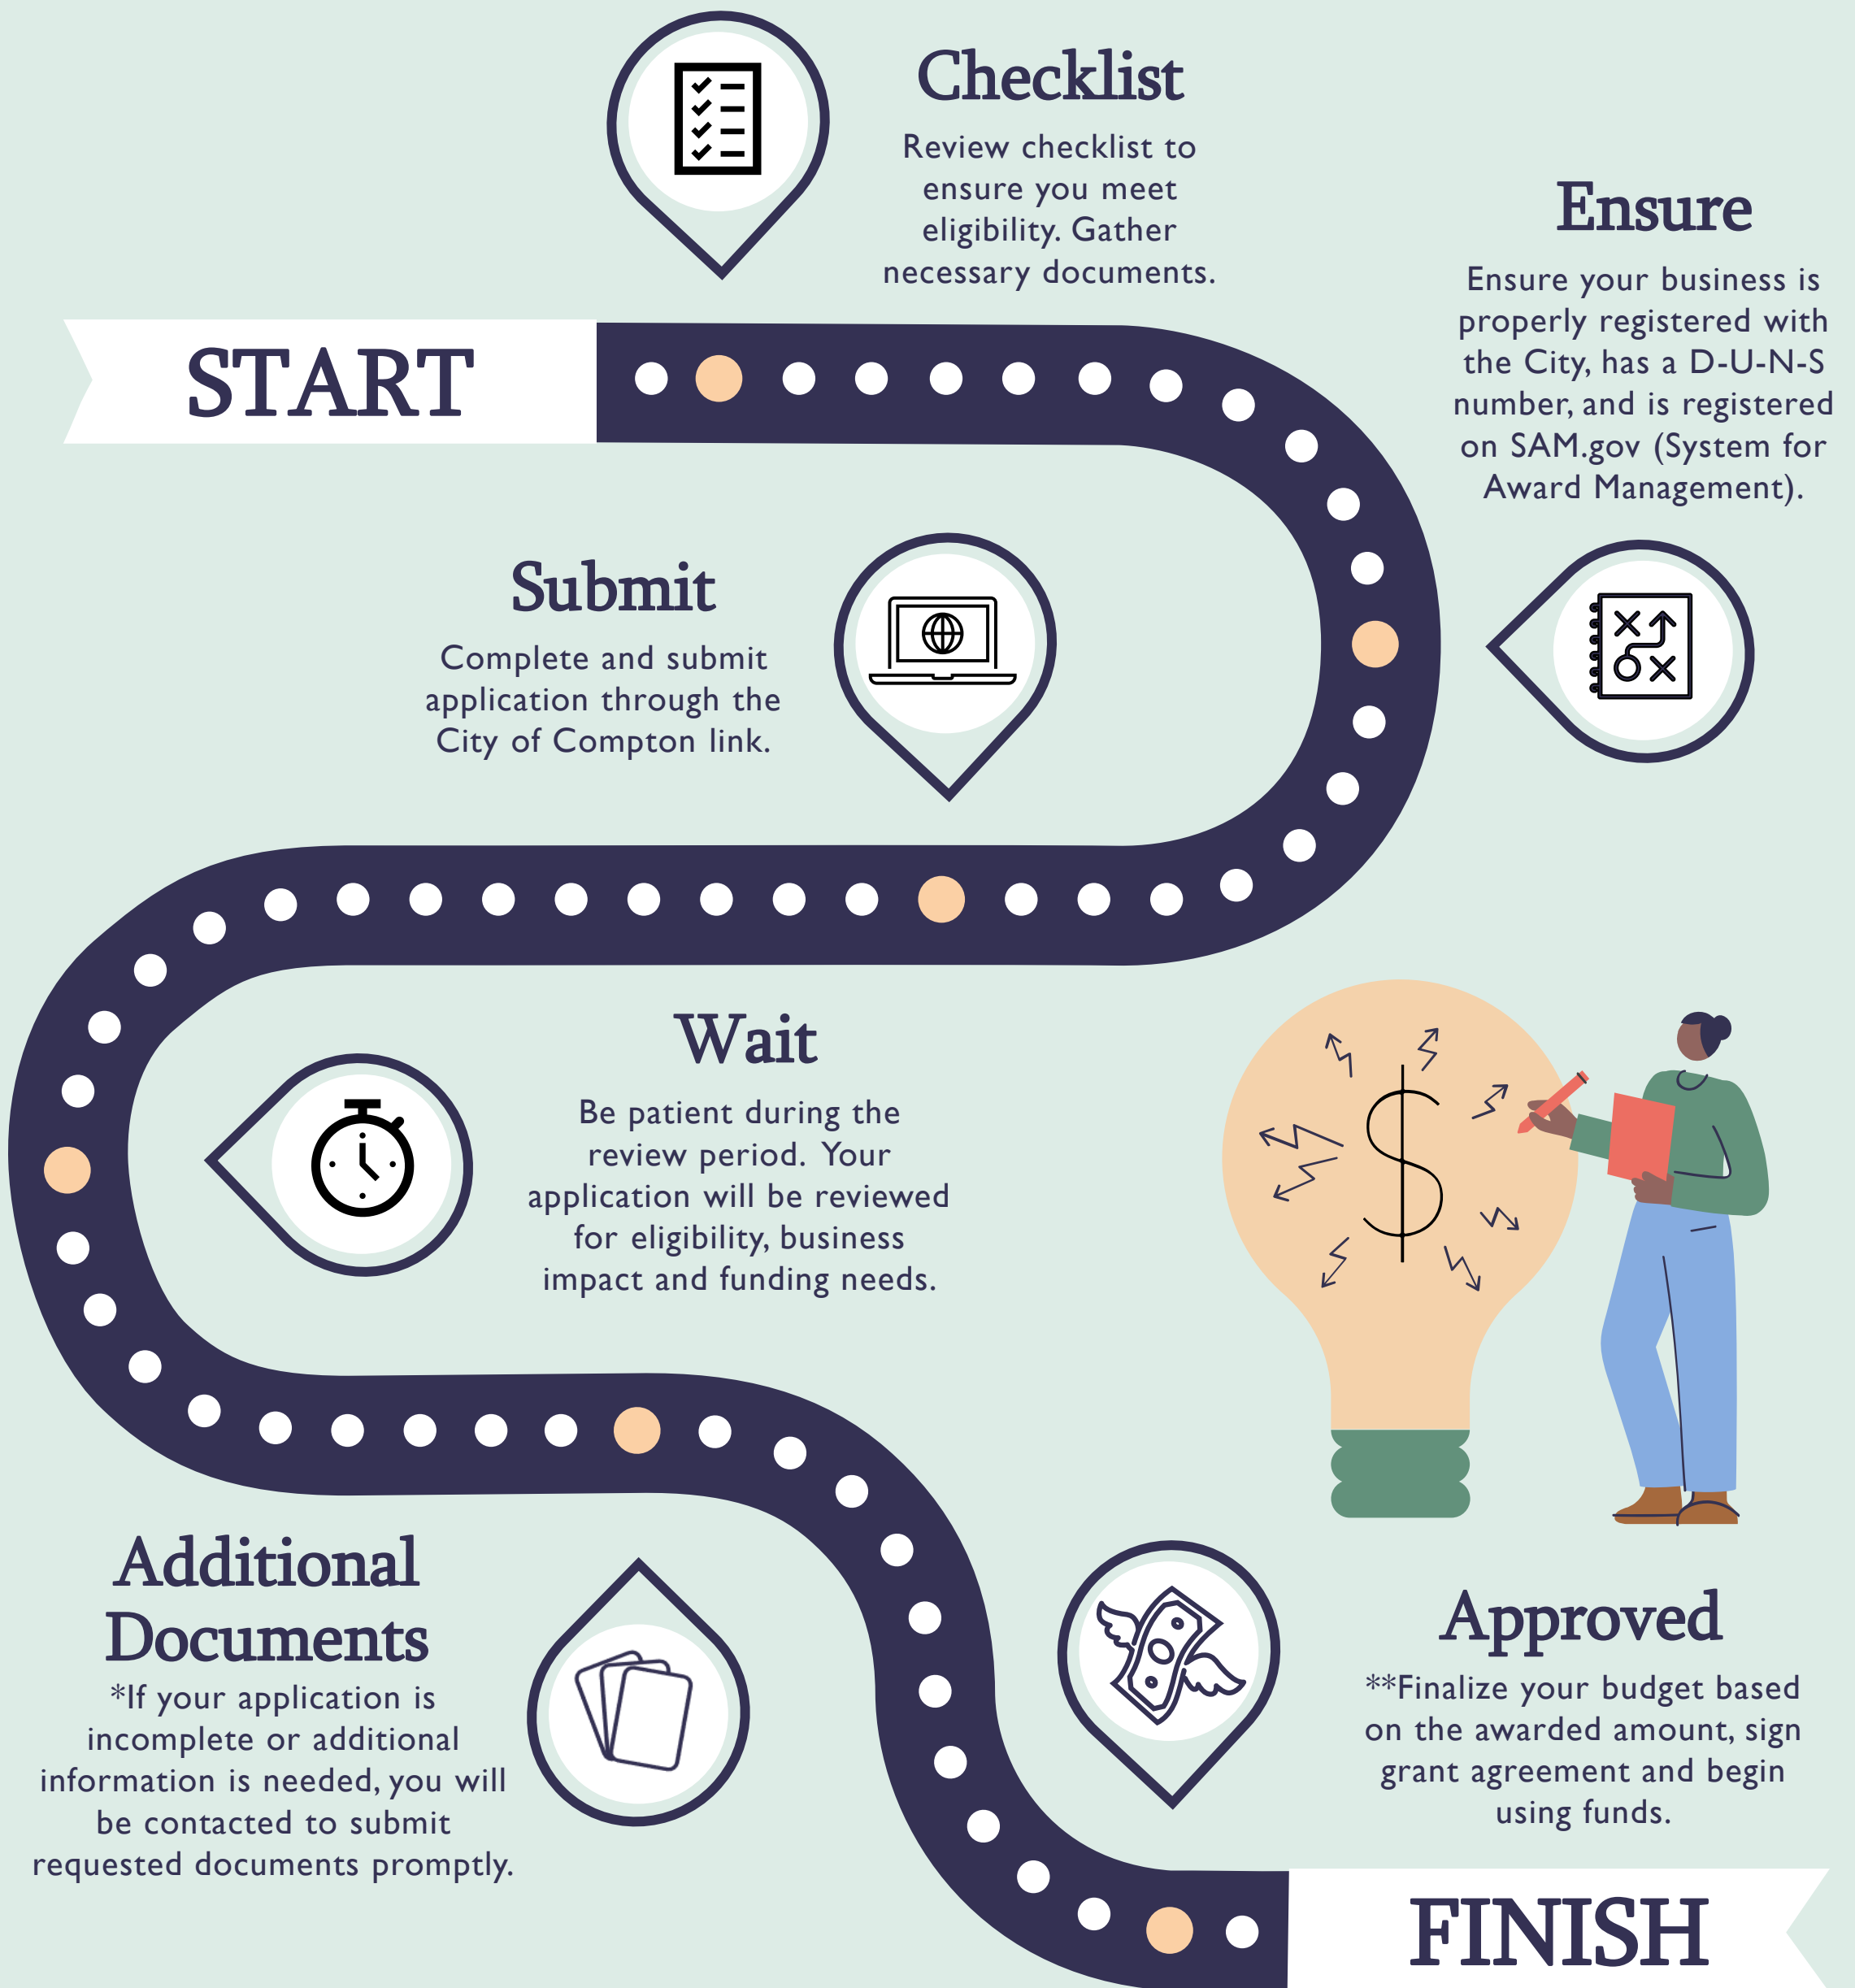 Checklist
Review checklist to
ensure you meet
eligibility. Gather
necessary documents.
Ensure
Ensure your business is
properly registered with
the City, has a D-U-N-S
number, and is registered
on SAM.gov (System for
Award Management).
START
Submit
Complete and submit
application through the
City of Compton link.
Wait
Be patient during the
review period. Your
application will be reviewed
for eligibility, business
impact and funding needs.
$
Additional
Documents
*If your application is
incomplete or additional
information is needed, you will
be contacted to submit
requested documents promptly.
Approved
**Finalize your budget based
on the awarded amount, sign
grant agreement and begin
using funds.
FINISH